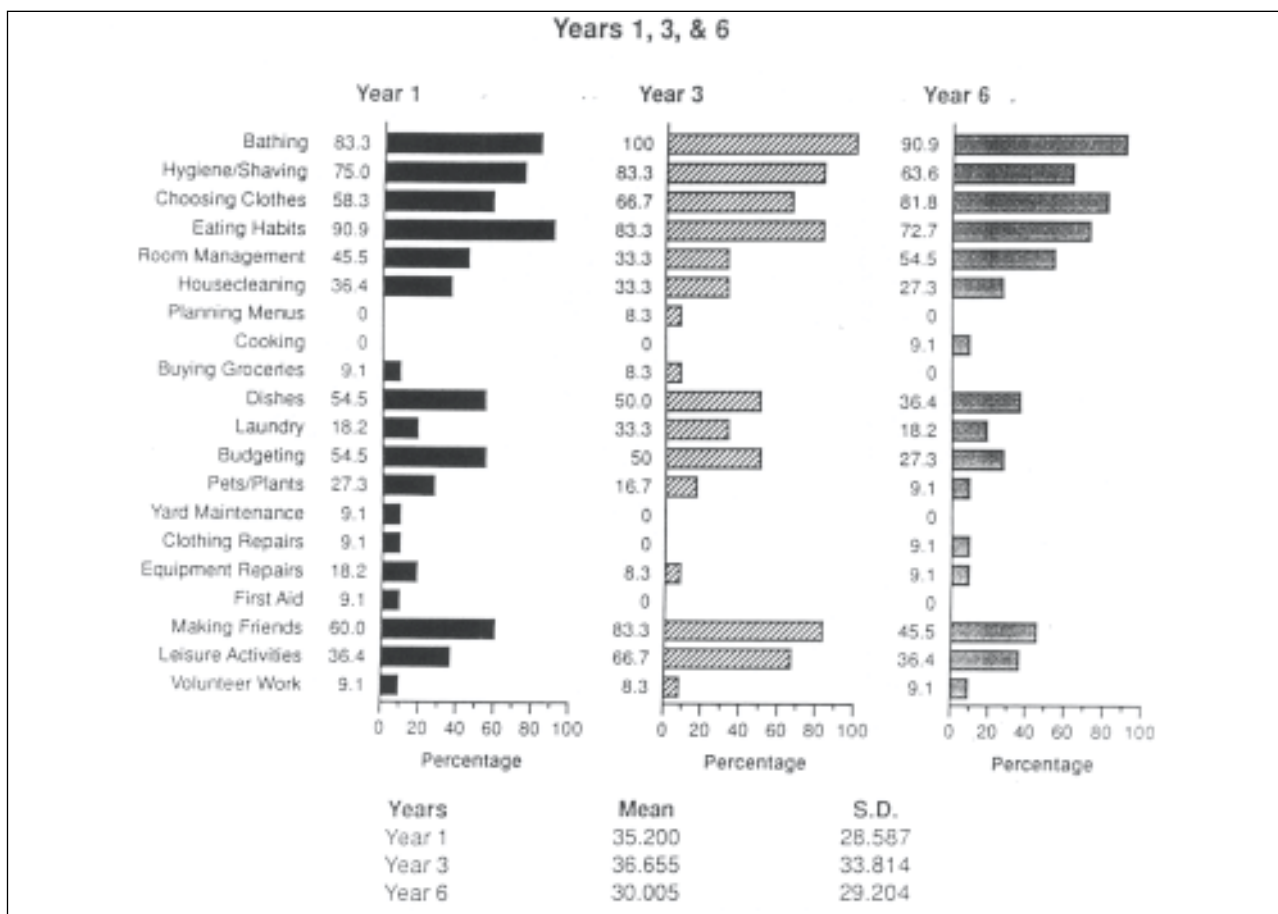 Years 1, 3, & 6
Year 1 Year 3 Year 6
Bathing 83.3 100 90.9
Hygiene/Shaving 75.0 83.3 63.6
Choosing Clothes 58.3 66.7 81.8
Eating Habits 90.9 83.3 72.7
Room Management 45.5 33.3 54.5
Housecleaning 36.4 33.3 27.3
Planning Menus 0 8.3 0
Cooking 0 0 9.1
Buying Groceries 9.1 8.3 0
Dishes 54.5 50.0 36.4
Laundry 18.2 33.3 18.2
Budgeting 54.5 50 27.3
Pets/Plants 27.3 16.7 9.1
Yard Maintenance 9.1 0 0
Clothing Repairs 9.1 0 9.1
Equipment Repairs 18.2 8.3 9.1
First Aid 9.1 0 0
Making Friends 60.0 83.3 45.5
Leisure Activities 36.4 66.7 36.4
Volunteer Work 9.1 8.3 9.1
0 20 40 60 80 100 0 20 40 60 80 100 0 20 40 60 80 100
Percentage Percentage Percentage
Years Mean S.D.
Year 1 35.200 28.587
Year 3 36.655 33.814
Year 6 30.005 29.204